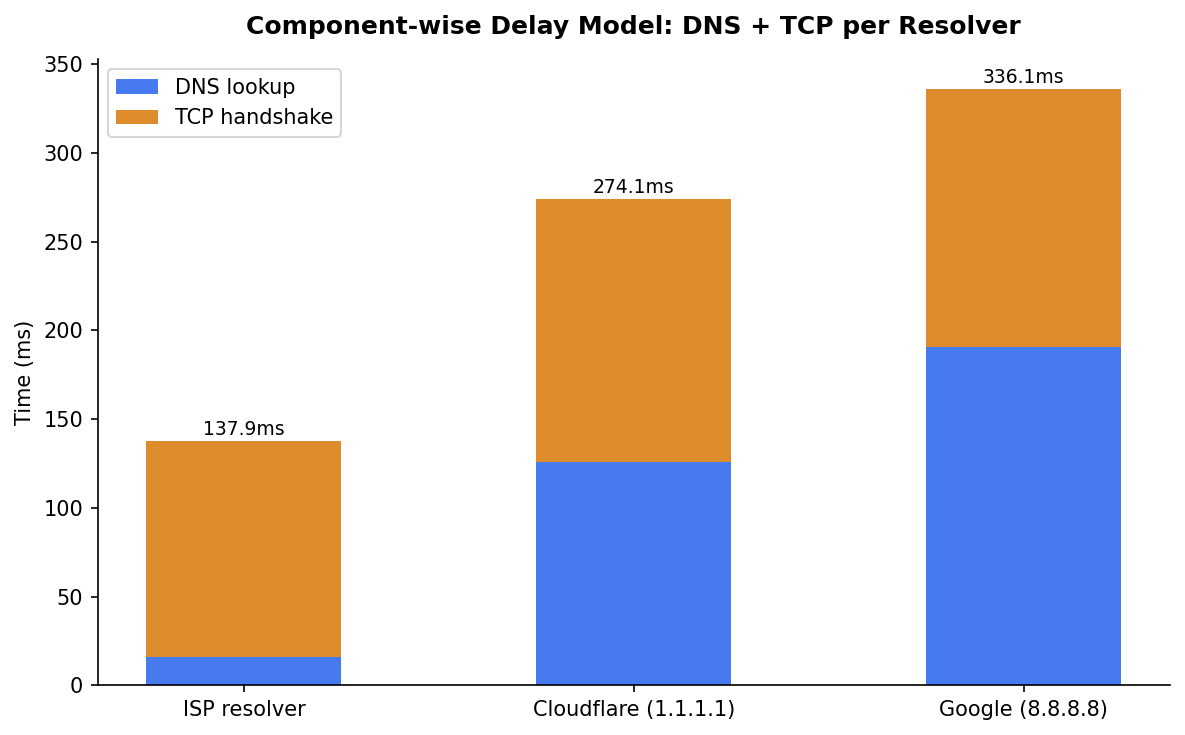 Component-wise Delay Model: DNS + TCP per Resolver
DNS lookup
TCP handshake
Time (ms)
350
300
250
200
150
100
50
0
137.9ms
274.1ms
336.1ms
ISP resolver
Cloudflare (1.1.1.1)
Google (8.8.8.8)